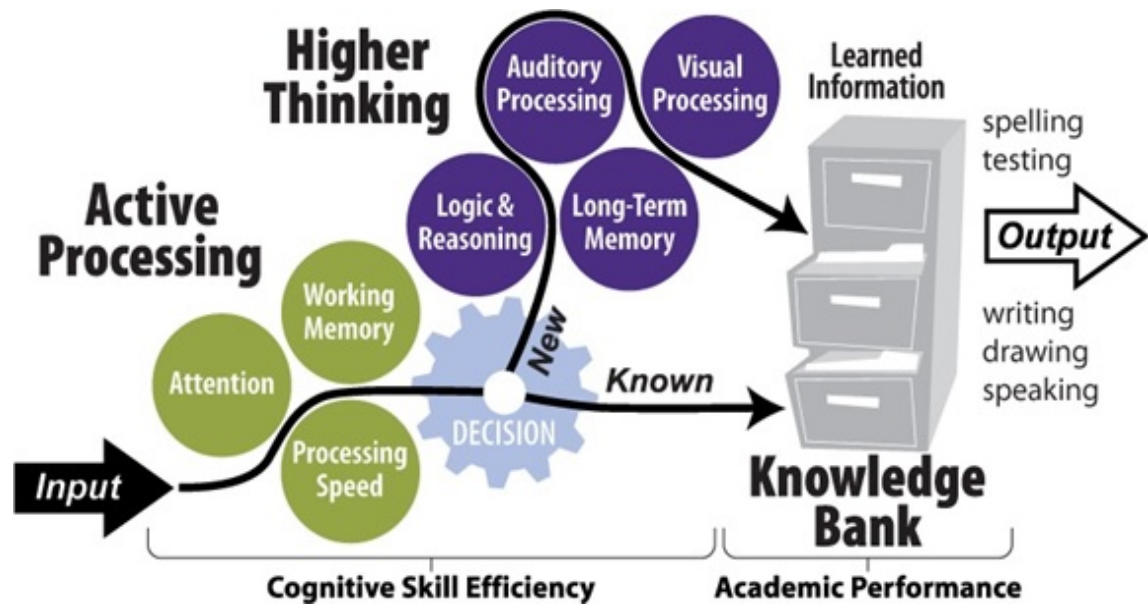 Higher
Thinking
Auditory
Processing
Visual
Processing
Learned
Information
spelling
testing
Active
Processing
Logic &
Reasoning
Long-Term
Memory
Output
Working
Memory
Attention
New
Known
writing
drawing
speaking
DECISION
Processing
Speed
Input
Knowledge
Bank
Cognitive Skill Efficiency
Academic Performance